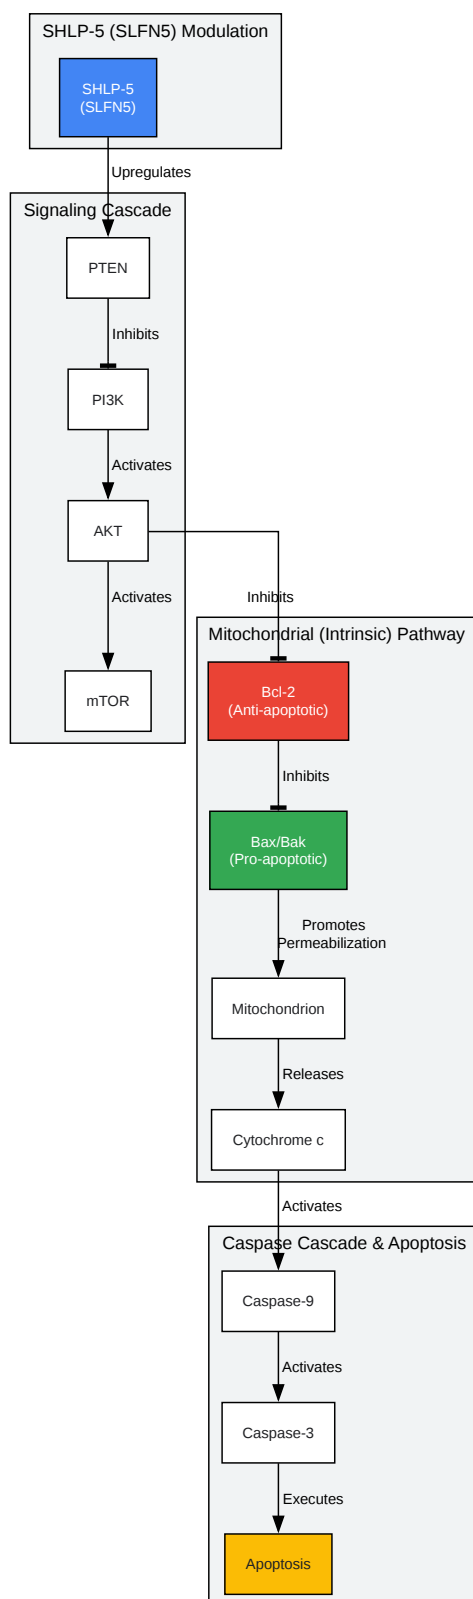 SHLP-5 (SLFN5) Modulation
SHLP-5
(SLFN5)
Upregulates
Signaling Cascade
PTEN
Inhibits
PI3K
Activates
AKT
Activates
mTOR
Inhibits
Mitochondrial (Intrinsic) Pathway
Bcl-2
(Anti-apoptotic)
Inhibits
Bax/Bak
(Pro-apoptotic)
Promotes
Permeabilization
Mitochondrion
Releases
Cytochrome c
Activates
Caspase Cascade & Apoptosis
Caspase-9
Activates
Caspase-3
Executes
Apoptosis